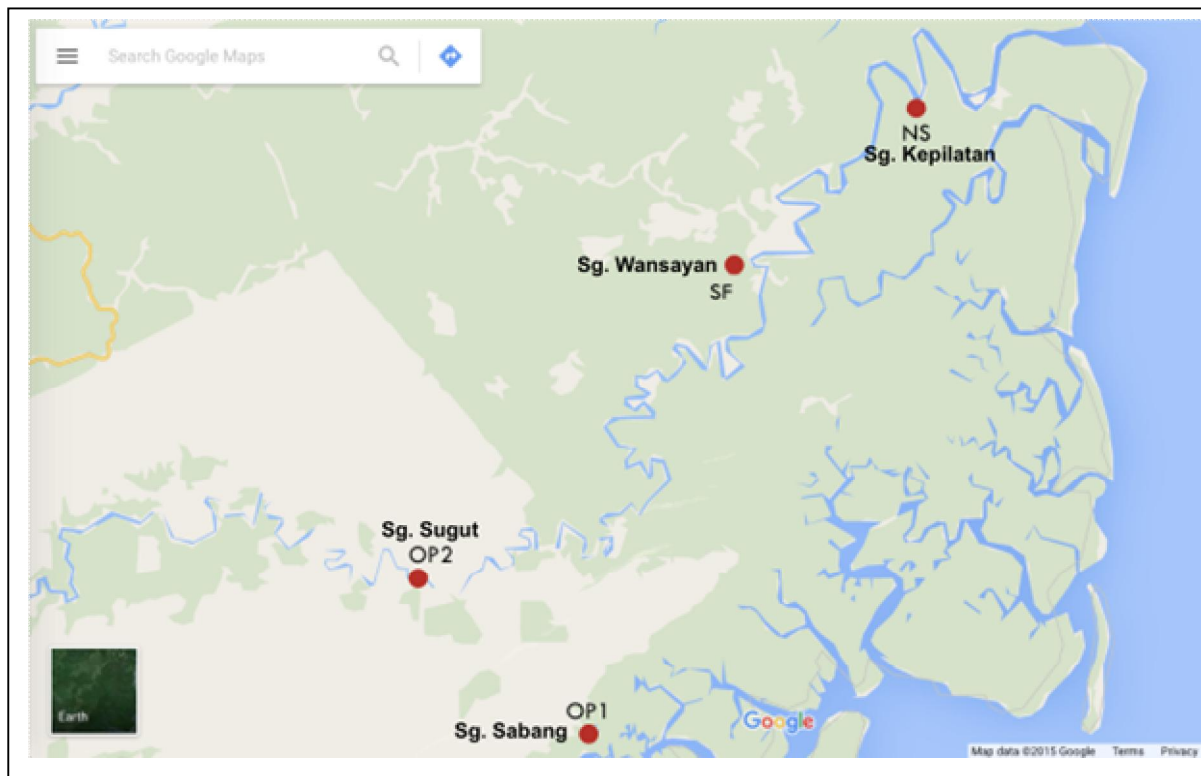 Search Google Maps
NS
Sg. Kepilatan
Sg. Wansayan
SF
Sg. Sugut
OP2
Earth
OP1
Sg. Sabang
Google
Map data ©2015 Google Terms Privacy